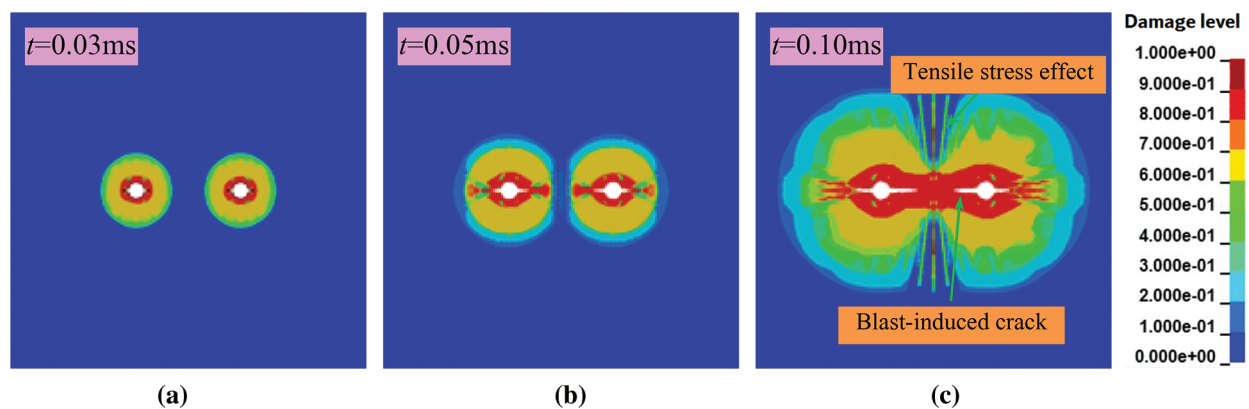 t=0.03ms
t=0.05ms
t=0.10ms
Tensile stress effect
Blast-induced crack
Damage level
1.000e+00
9.000e-01
8.000e-01
7.000e-01
6.000e-01
5.000e-01
4.000e-01
3.000e-01
2.000e-01
1.000e-01
0.000e+00
(a)
(b)
(c)